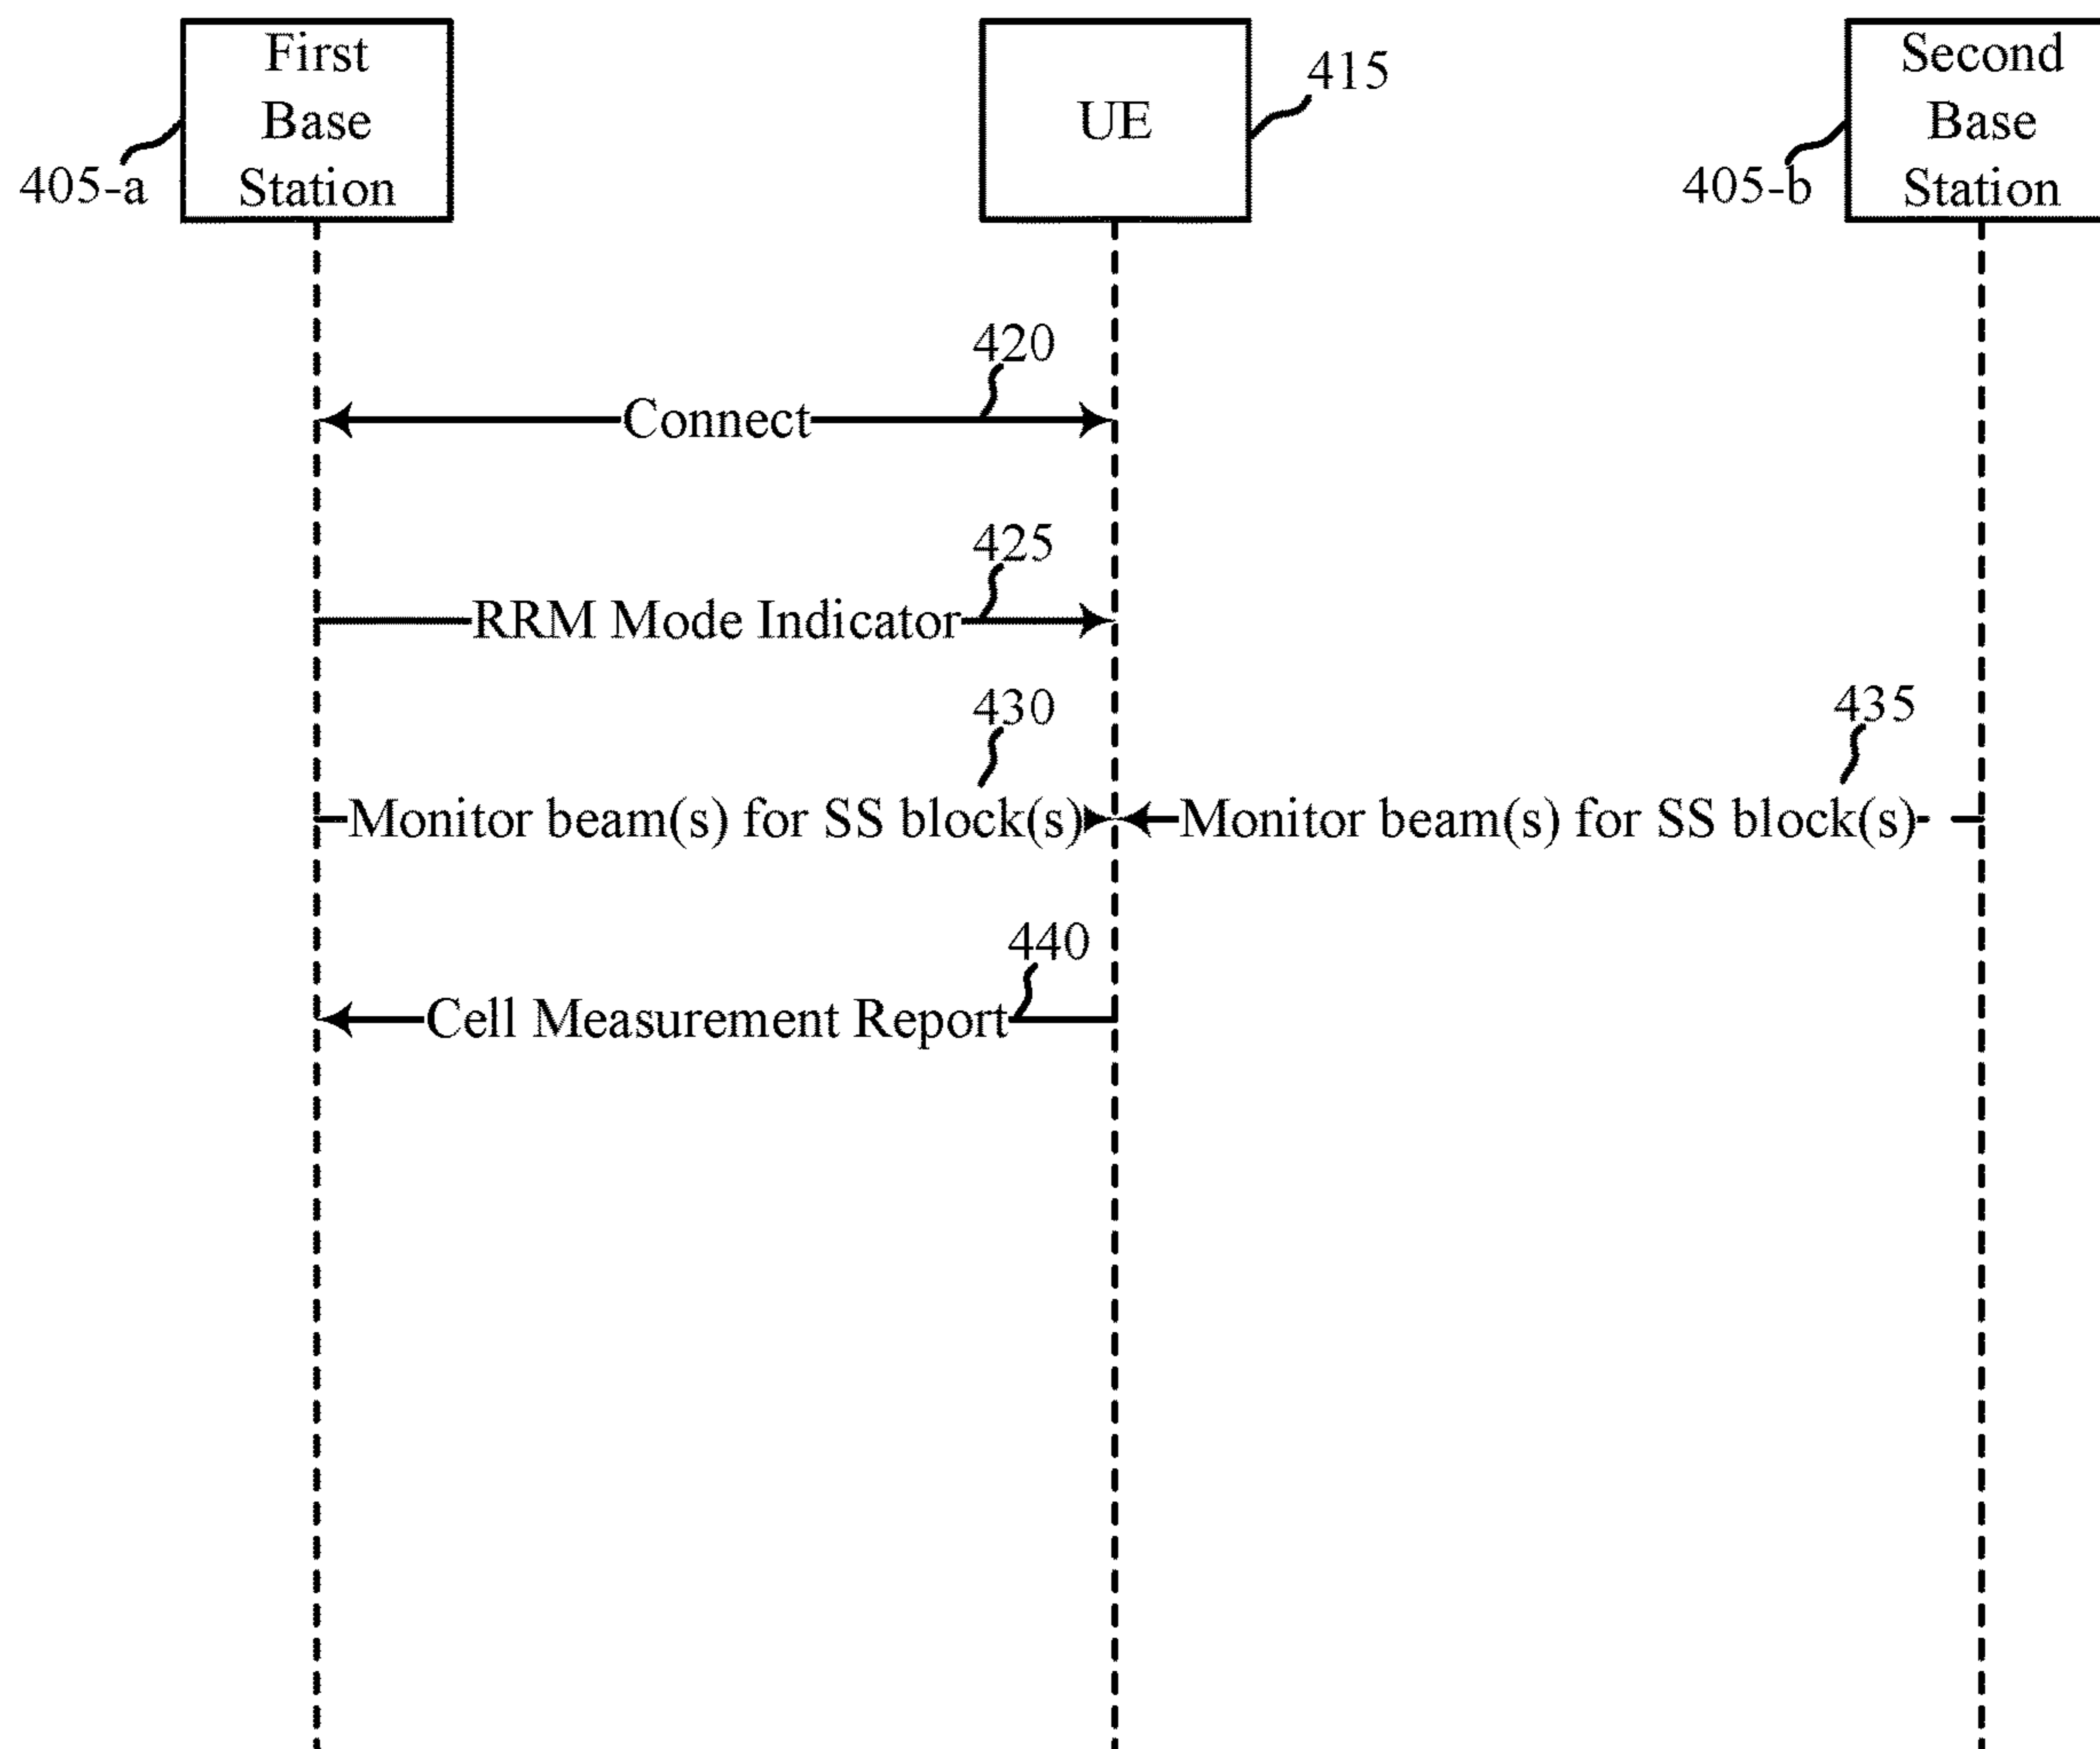 First
Base
Station
405-a
UE
415
Second
Base
Station
405-b
420
Connect
425
RRM Mode Indicator
430
Monitor beam(s) for SS block(s)
435
Monitor beam(s) for SS block(s)
440
Cell Measurement Report